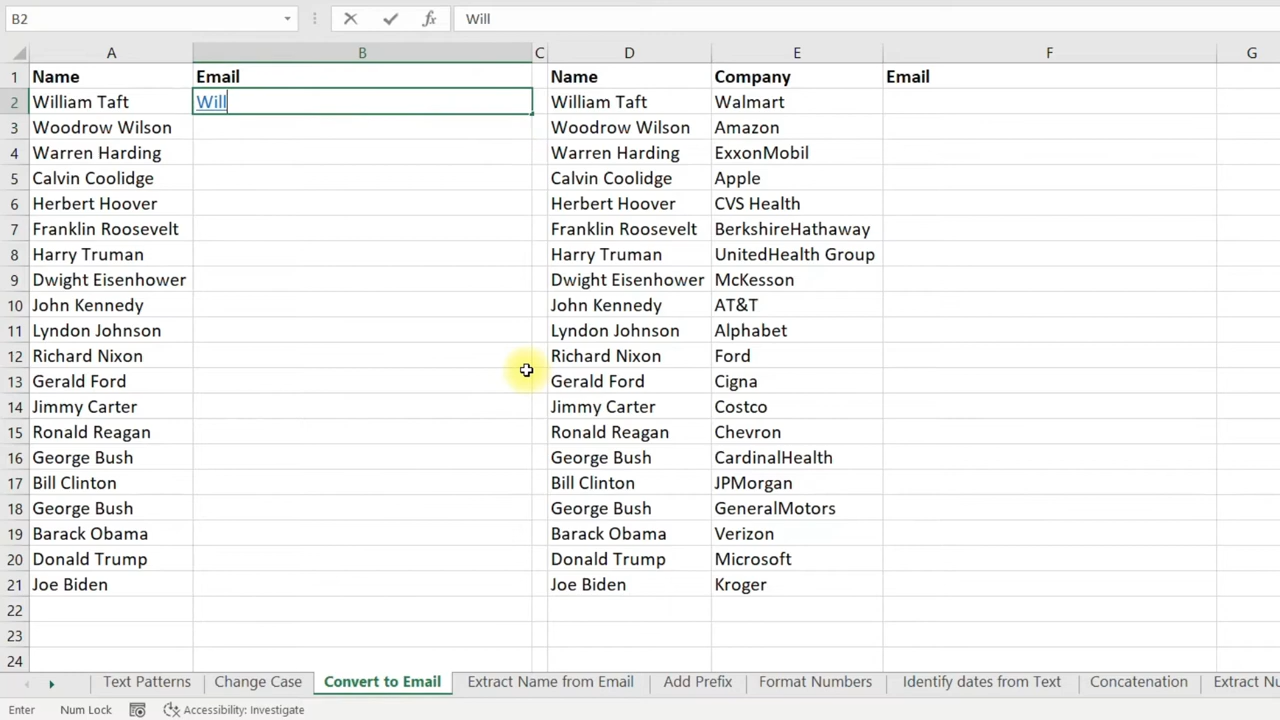 B2 fx Will
A B C D E F G
1 Name Email Name Company Email
2 William Taft Will William Taft Walmart
3 Woodrow Wilson Woodrow Wilson Amazon
4 Warren Harding Warren Harding ExxonMobil
5 Calvin Coolidge Calvin Coolidge Apple
6 Herbert Hoover Herbert Hoover CVS Health
7 Franklin Roosevelt Franklin Roosevelt BerkshireHathaway
8 Harry Truman Harry Truman UnitedHealth Group
9 Dwight Eisenhower Dwight Eisenhower McKesson
10 John Kennedy John Kennedy AT&T
11 Lyndon Johnson Lyndon Johnson Alphabet
12 Richard Nixon Richard Nixon Ford
13 Gerald Ford Gerald Ford Cigna
14 Jimmy Carter Jimmy Carter Costco
15 Ronald Reagan Ronald Reagan Chevron
16 George Bush George Bush CardinalHealth
17 Bill Clinton Bill Clinton JPMorgan
18 George Bush George Bush GeneralMotors
19 Barack Obama Barack Obama Verizon
20 Donald Trump Donald Trump Microsoft
21 Joe Biden Joe Biden Kroger
22
23
24
Text Patterns Change Case Convert to Email Extract Name from Email Add Prefix Format Numbers Identify dates from Text Concatenation Extract Nu
Enter Num Lock Accessibility: Investigate